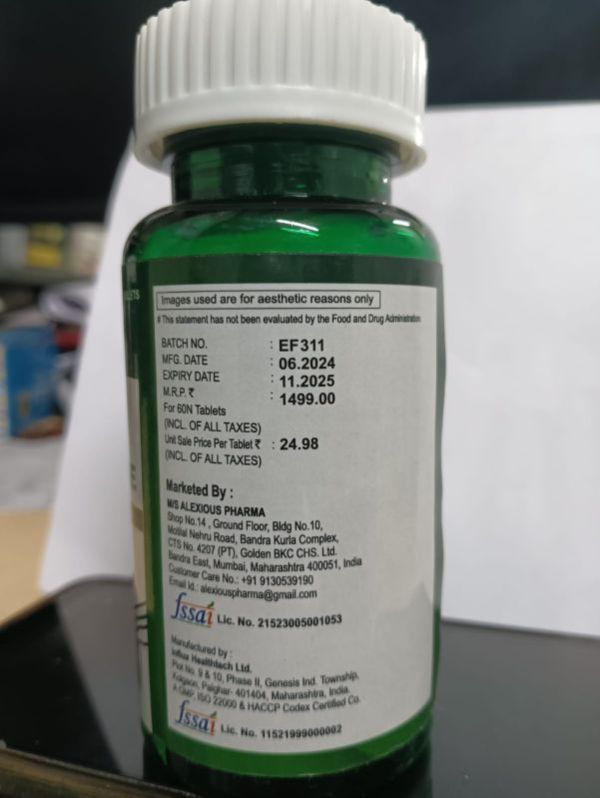 LETS
Images used are for aesthetic reasons only
# This statement has not been evaluated by the Food and Drug Administration
BATCH NO. : EF311
MFG. DATE : 06.2024
EXPIRY DATE : 11.2025
M.R.P. ₹ : 1499.00
For 60N Tablets
(INCL. OF ALL TAXES)
Unit Sale Price Per Tablet ₹ : 24.98
(INCL. OF ALL TAXES)
Marketed By :
M/S ALEXIOUS PHARMA
Shop No.14 , Ground Floor, Bldg No.10,
Motilal Nehru Road, Bandra Kurla Complex,
CTS No. 4207 (PT), Golden BKC CHS. Ltd.
Bandra East, Mumbai, Maharashtra 400051, India
Customer Care No.: +91 9130539190
Email Id.: alexiouspharma@gmail.com
fssai Lic. No. 21523005001053
Manufactured by :
Influx Healthtech Ltd.
Plot No. 9 & 10, Phase II, Genesis Ind. Township,
Kolgaon, Palghar- 401404, Maharashtra, India.
A GMP ISO 22000 & HACCP Codex Certified Co.
fssai Lic. No. 11521999000002